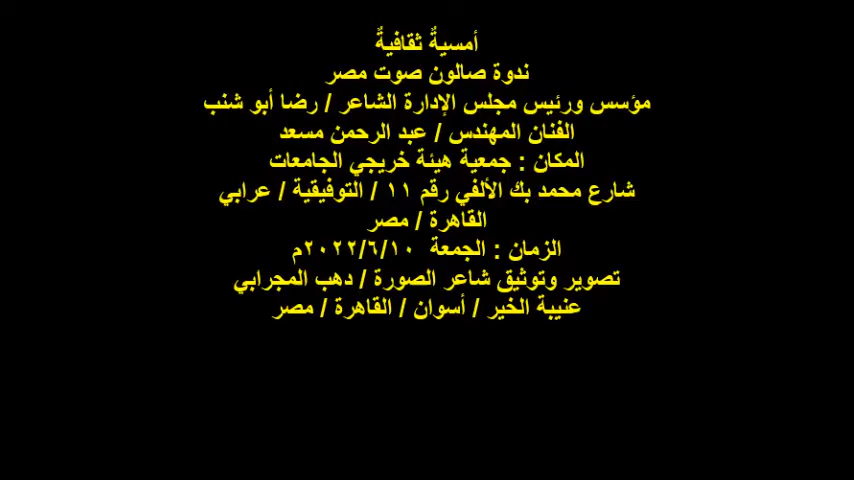 أمسيةٌ ثقافيةٌ
ندوة صالون صوت مصر
مؤسس ورئيس مجلس الإدارة الشاعر / رضا أبو شنب
الفنان المهندس / عبد الرحمن مسعد
المكان : جمعية هيئة خريجي الجامعات
شارع محمد بك الألفي رقم ١١ / التوفيقية / عرابي
القاهرة / مصر
الزمان : الجمعة ٢٠٢٢/٦/١٠م
تصوير وتوثيق شاعر الصورة / دهب المجرابي
عنيبة الخير / أسوان / القاهرة / مصر